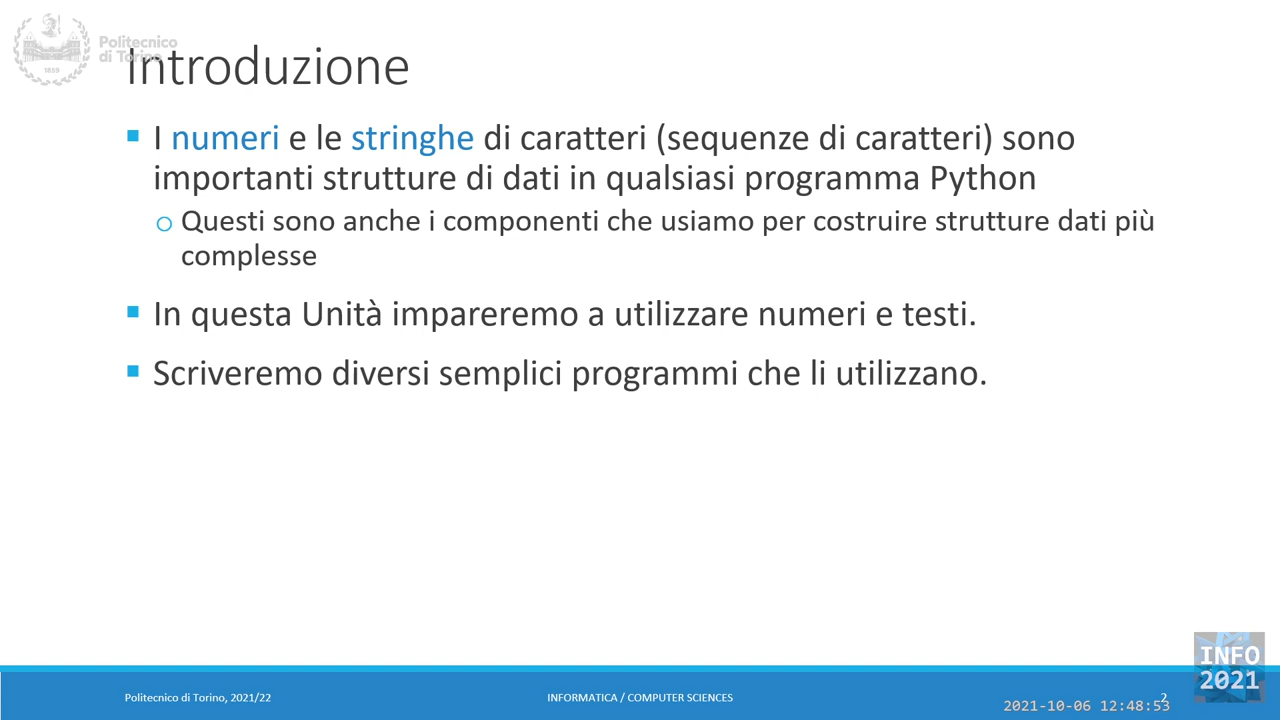 Politecnico
di Torino
1859
Introduzione
I numeri e le stringhe di caratteri (sequenze di caratteri) sono
importanti strutture di dati in qualsiasi programma Python
Questi sono anche i componenti che usiamo per costruire strutture dati più
complesse
In questa Unità impareremo a utilizzare numeri e testi.
Scriveremo diversi semplici programmi che li utilizzano.
INFO
2021
Politecnico di Torino, 2021/22
INFORMATICA / COMPUTER SCIENCES
2
2021-10-06 12:48:53